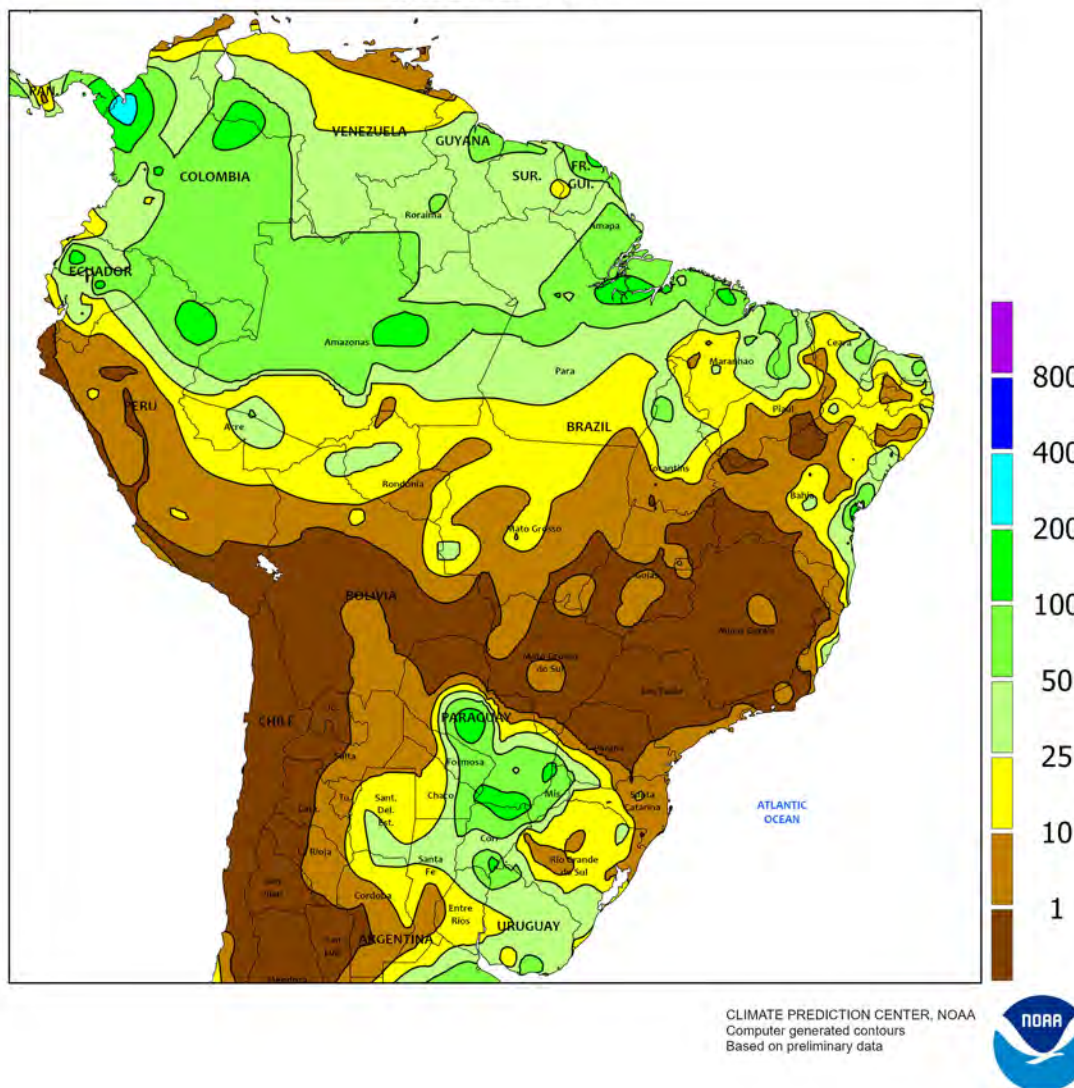 PAN.
VENEZUELA
GUYANA
COLOMBIA
SUR.
FR.
GUI.
Roraima
Amapa
ECUADOR
Amazonas
Para
Maranhao
Ceara
PERU
Piaui
Acre
BRAZIL
Tocantins
Rondonia
Bahia
Mato Grosso
Goias
BOLIVIA
Minas Gerais
Mato Grosso
do Sul
Sao Paulo
CHILE
PARAGUAY
Parana
Salta
Formosa
Tu.
Sant.
Del.
Est.
Chaco
Mis.
Santa
Catarina
ATLANTIC
OCEAN
Corr.
La Rioja
Santa
Fe
Rio Grande
do Sul
Cordoba
Entre
Rios
URUGUAY
San
Luis
ARGENTINA
Mendoza
800
400
200
100
50
25
10
1
CLIMATE PREDICTION CENTER, NOAA
Computer generated contours
Based on preliminary data
NOAA